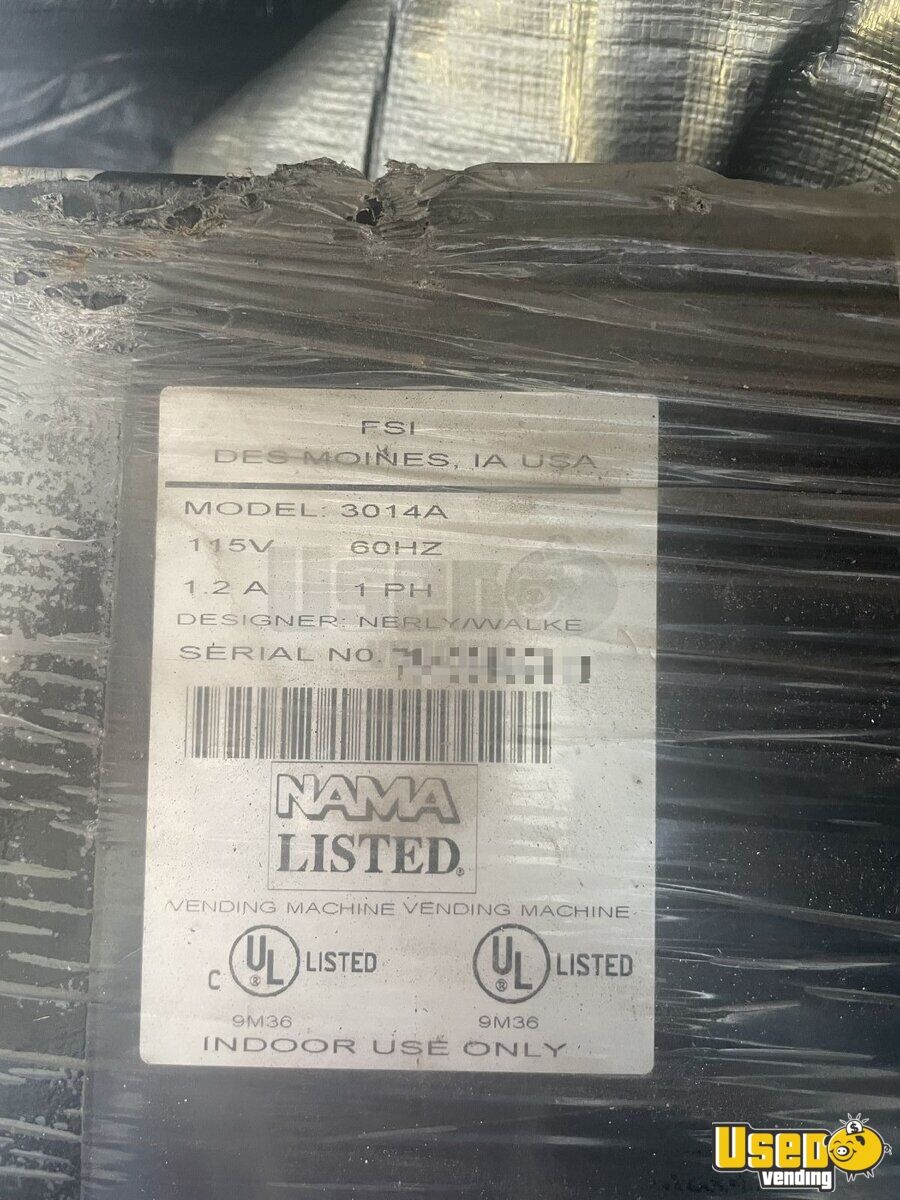 FSI
DES MOINES, IA USA
MODEL: 3014A
115V 60HZ
1.2 A 1 PH
DESIGNER: NERLY/WALKE
SERIAL NO.
NAMA
LISTED®
VENDING MACHINE VENDING MACHINE
C UL® LISTED UL® LISTED
9M36 9M36
INDOOR USE ONLY
USED
vending